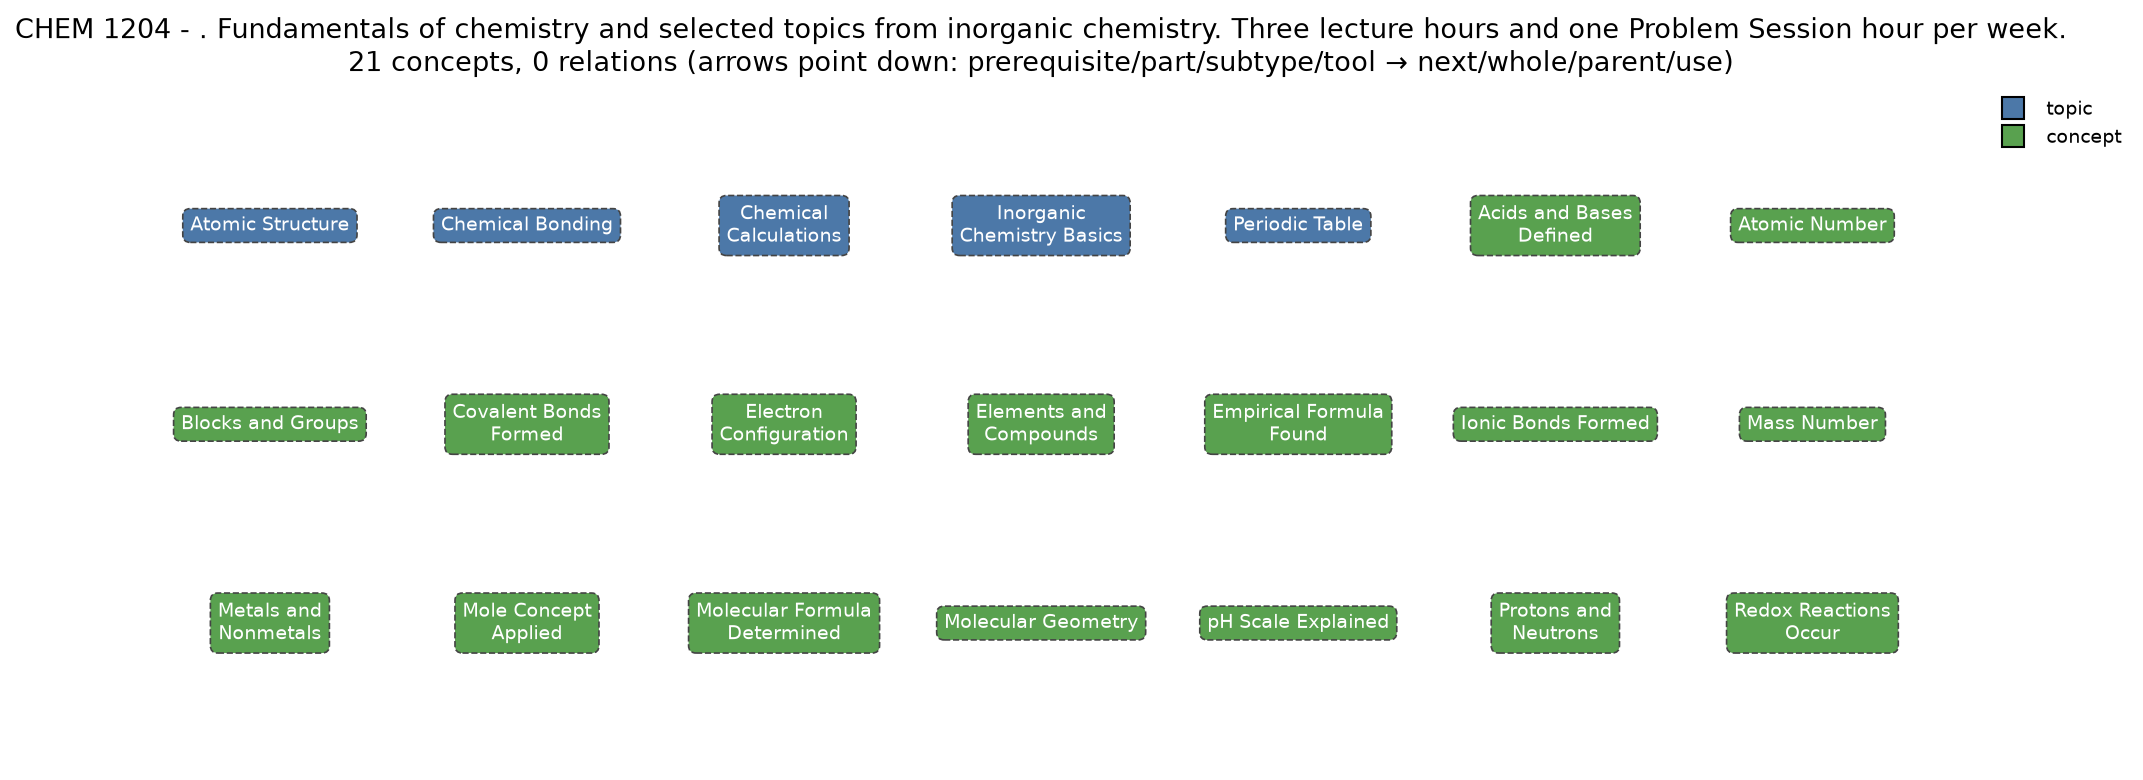 CHEM 1204 - . Fundamentals of chemistry and selected topics from inorganic chemistry. Three lecture hours and one Problem Session hour per week.
21 concepts, 0 relations (arrows point down: prerequisite/part/subtype/tool → next/whole/parent/use)
topic
concept
Atomic Structure
Chemical Bonding
Chemical
Calculations
Inorganic
Chemistry Basics
Periodic Table
Acids and Bases
Defined
Atomic Number
Blocks and Groups
Covalent Bonds
Formed
Electron
Configuration
Elements and
Compounds
Empirical Formula
Found
Ionic Bonds Formed
Mass Number
Metals and
Nonmetals
Mole Concept
Applied
Molecular Formula
Determined
Molecular Geometry
pH Scale Explained
Protons and
Neutrons
Redox Reactions
Occur